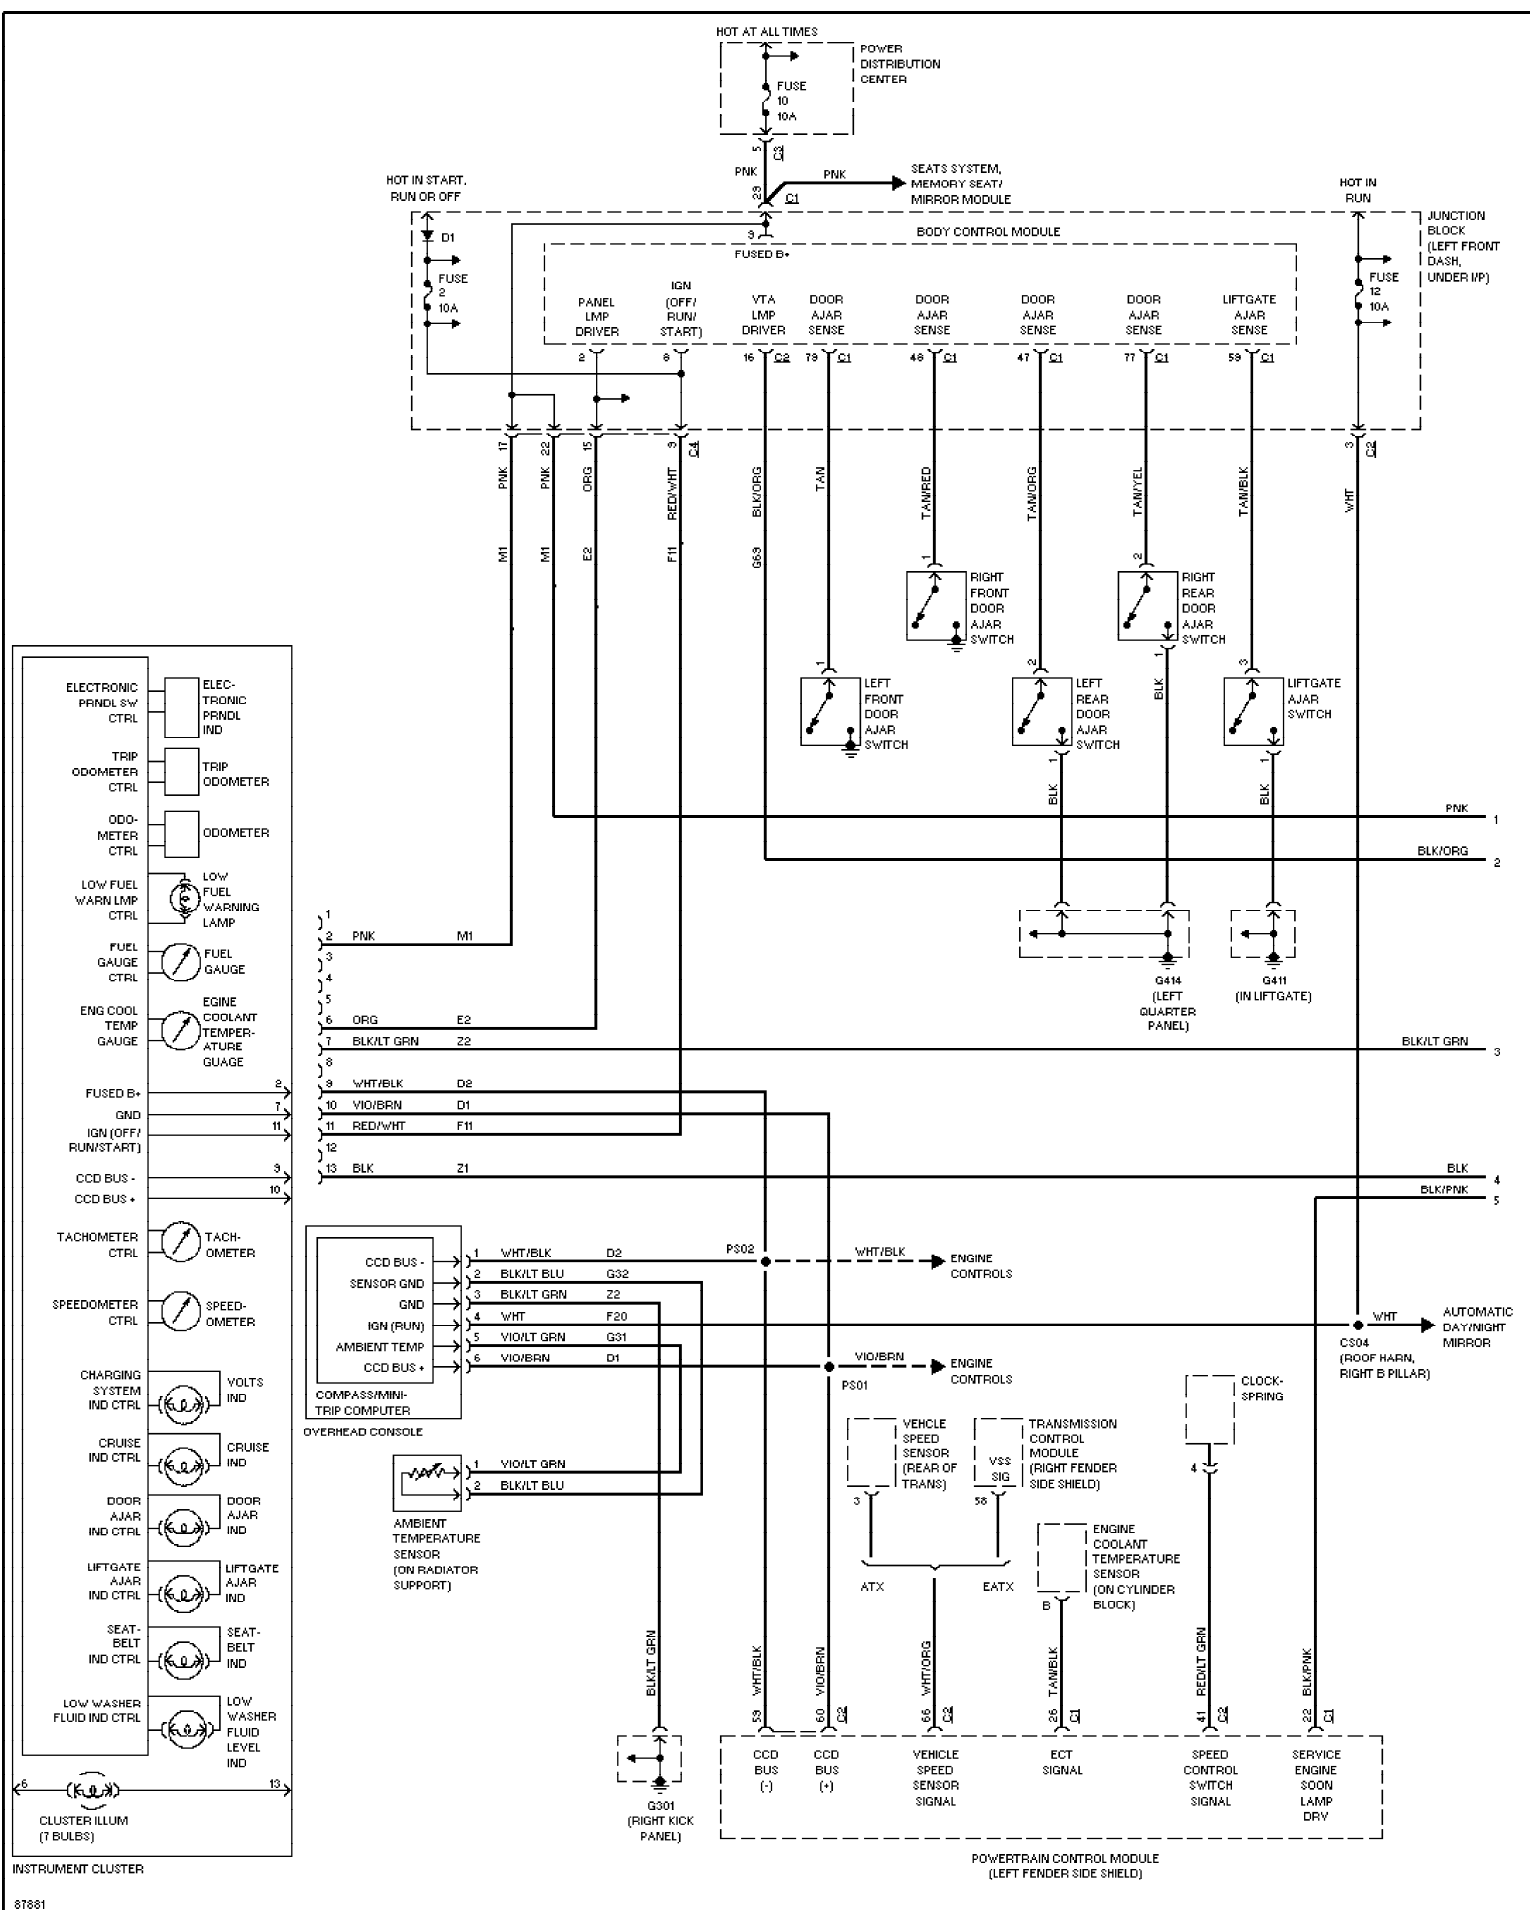 HOT AT ALL TIMES
POWER
DISTRIBUTION
CENTER
FUSE
10
10A
5
C3
PNK
29
C1
PNK
SEATS SYSTEM,
MEMORY SEAT/
MIRROR MODULE
HOT IN START,
RUN OR OFF
HOT IN
RUN
JUNCTION
BLOCK
(LEFT FRONT
DASH,
UNDER I/P)
D1
FUSE
2
10A
9
BODY CONTROL MODULE
FUSED B+
FUSE
12
10A
PANEL
LMP
DRIVER
IGN
(OFF/
RUN/
START)
VTA
LMP
DRIVER
DOOR
AJAR
SENSE
DOOR
AJAR
SENSE
DOOR
AJAR
SENSE
DOOR
AJAR
SENSE
LIFTGATE
AJAR
SENSE
2
8
16 C2
79 C1
48 C1
47 C1
77 C1
59 C1
17
22
15
9
C4
3
C2
PNK
PNK
ORG
RED/WHT
BLK/ORG
TAN
TAN/RED
TAN/ORG
TAN/YEL
TAN/BLK
WHT
M1
M1
E2
F11
G69
1
RIGHT
FRONT
DOOR
AJAR
SWITCH
2
RIGHT
REAR
DOOR
AJAR
SWITCH
1
BLK
1
LEFT
FRONT
DOOR
AJAR
SWITCH
2
LEFT
REAR
DOOR
AJAR
SWITCH
1
BLK
3
LIFTGATE
AJAR
SWITCH
1
BLK
PNK 1
BLK/ORG 2
G414
(LEFT
QUARTER
PANEL)
G411
(IN LIFTGATE)
BLK/LT GRN 3
BLK 4
BLK/PNK 5
ELECTRONIC
PRNDL SW
CTRL
ELEC-
TRONIC
PRNDL
IND
TRIP
ODOMETER
CTRL
TRIP
ODOMETER
ODO-
METER
CTRL
ODOMETER
LOW FUEL
WARN LMP
CTRL
LOW
FUEL
WARNING
LAMP
FUEL
GAUGE
CTRL
FUEL
GAUGE
ENG COOL
TEMP
GAUGE
EGINE
COOLANT
TEMPER-
ATURE
GUAGE
FUSED B+ 2
GND 7
IGN (OFF/
RUN/START) 11
CCD BUS - 9
CCD BUS + 10
TACHOMETER
CTRL
TACH-
OMETER
SPEEDOMETER
CTRL
SPEED-
OMETER
CHARGING
SYSTEM
IND CTRL
VOLTS
IND
CRUISE
IND CTRL
CRUISE
IND
DOOR
AJAR
IND CTRL
DOOR
AJAR
IND
LIFTGATE
AJAR
IND CTRL
LIFTGATE
AJAR
IND
SEAT-
BELT
IND CTRL
SEAT-
BELT
IND
LOW WASHER
FLUID IND CTRL
LOW
WASHER
FLUID
LEVEL
IND
6
13
CLUSTER ILLUM
(7 BULBS)
INSTRUMENT CLUSTER
87881
1
2 PNK M1
3
4
5
6 ORG E2
7 BLK/LT GRN Z2
8
9 WHT/BLK D2
10 VIO/BRN D1
11 RED/WHT F11
12
13 BLK Z1
CCD BUS - 1 WHT/BLK D2
SENSOR GND 2 BLK/LT BLU G32
GND 3 BLK/LT GRN Z2
IGN (RUN) 4 WHT F20
AMBIENT TEMP 5 VIO/LT GRN G31
CCD BUS + 6 VIO/BRN D1
COMPASS/MINI-
TRIP COMPUTER
OVERHEAD CONSOLE
PS02
WHT/BLK
ENGINE
CONTROLS
PS01
VIO/BRN
ENGINE
CONTROLS
WHT
AUTOMATIC
DAY/NIGHT
MIRROR
CS04
(ROOF HARN,
RIGHT B PILLAR)
1 VIO/LT GRN
2 BLK/LT BLU
AMBIENT
TEMPERATURE
SENSOR
(ON RADIATOR
SUPPORT)
VEHCLE
SPEED
SENSOR
(REAR OF
TRANS)
3
VSS
SIG
58
TRANSMISSION
CONTROL
MODULE
(RIGHT FENDER
SIDE SHIELD)
ATX
EATX
CLOCK-
SPRING
4
ENGINE
COOLANT
TEMPERATURE
SENSOR
(ON CYLINDER
BLOCK)
B
BLK/LT GRN
WHT/BLK
VIO/BRN
WHT/ORG
TAN/BLK
RED/LT GRN
BLK/PNK
59
60
C2
66
C2
26
C1
41
C2
22
C1
G301
(RIGHT KICK
PANEL)
CCD
BUS
(-)
CCD
BUS
(+)
VEHICLE
SPEED
SENSOR
SIGNAL
ECT
SIGNAL
SPEED
CONTROL
SWITCH
SIGNAL
SERVICE
ENGINE
SOON
LAMP
DRV
POWERTRAIN CONTROL MODULE
(LEFT FENDER SIDE SHIELD)